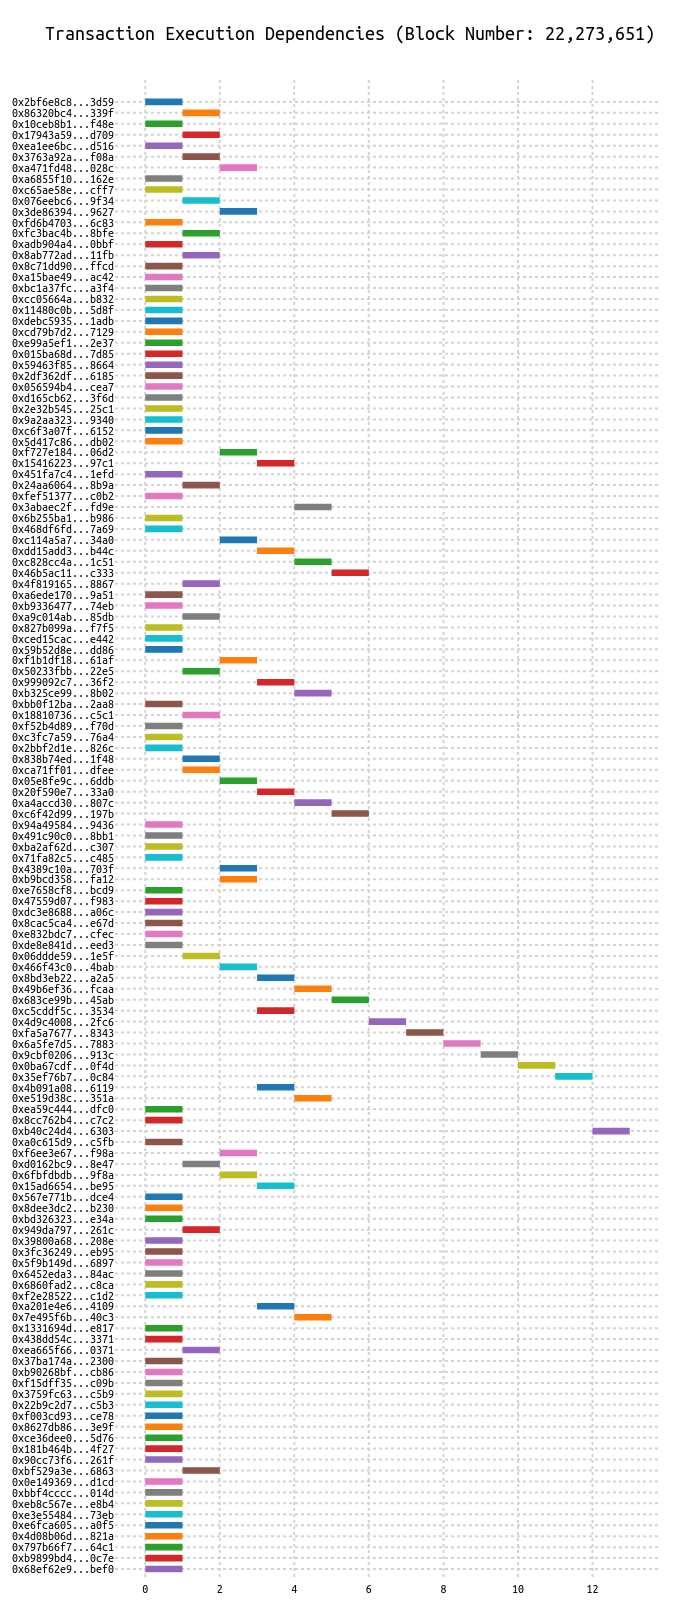 Transaction Execution Dependencies (Block Number: 22,273,651)
0x2bf6e8c8...3d59
0x86320bc4...339f
0x10ceb8b1...f48e
0x17943a59...d709
0xea1ee6bc...d516
0x3763a92a...f08a
0xa471fd48...028c
0xa6855f10...162e
0xc65ae58e...cff7
0x076eebc6...9f34
0x3de86394...9627
0xfd6b4703...6c83
0xfc3bac4b...8bfe
0xadb904a4...0bbf
0x8ab772ad...11fb
0x8c71dd90...ffcd
0xa15bae49...ac42
0xbc1a37fc...a3f4
0xcc05664a...b832
0x11480c0b...5d8f
0xdebc5935...1adb
0xcd79b7d2...7129
0xe99a5ef1...2e37
0x015ba68d...7d85
0x59463f85...8664
0x2df362df...6185
0x056594b4...cea7
0xd165cb62...3f6d
0x2e32b545...25c1
0x9a2aa323...9340
0xc6f3a07f...6152
0x5d417c86...db02
0xf727e184...06d2
0x15416223...97c1
0x451fa7c4...1efd
0x24aa6064...8b9a
0xfef51377...c0b2
0x3abaec2f...fd9e
0x6b255ba1...b986
0x468df6fd...7a69
0xc114a5a7...34a0
0xdd15add3...b44c
0xc828cc4a...1c51
0x46b5ac11...c333
0x4f819165...8867
0xa6ede170...9a51
0xb9336477...74eb
0xa9c014ab...85db
0x827b099a...f7f5
0xced15cac...e442
0x59b52d8e...dd86
0xf1b1df18...61af
0x50233fbb...22e5
0x999092c7...36f2
0xb325ce99...8b02
0xbb0f12ba...2aa8
0x18810736...c5c1
0xf52b4d89...f70d
0xc3fc7a59...76a4
0x2bbf2d1e...826c
0x838b74ed...1f48
0xca71ff01...dfee
0x05e8fe9c...6ddb
0x20f590e7...33a0
0xa4accd30...807c
0xc6f42d99...197b
0x94a49584...9436
0x491c90c0...8bb1
0xba2af62d...c307
0x71fa82c5...c485
0x4389c10a...703f
0xb9bcd358...fa12
0xe7658cf8...bcd9
0x47559d07...f983
0xdc3e8688...a06c
0x8cac5ca4...e67d
0xe832bdc7...cfec
0xde8e841d...eed3
0x06ddde59...1e5f
0x466f43c0...4bab
0x8bd3eb22...a2a5
0x49b6ef36...fcaa
0x683ce99b...45ab
0xc5cddf5c...3534
0x4d9c4008...2fc6
0xfa5a7677...8343
0x6a5fe7d5...7883
0x9cbf0206...913c
0x0ba67cdf...0f4d
0x35ef76b7...0c84
0x4b091a08...6119
0xe519d38c...351a
0xea59c444...dfc0
0x8cc762b4...c7c2
0xb40c24d4...6303
0xa0c615d9...c5fb
0xf6ee3e67...f98a
0xd0162bc9...8e47
0x6fbfdbdb...9f8a
0x15ad6654...be95
0x567e771b...dce4
0x8dee3dc2...b230
0xbd326323...e34a
0x949da797...261c
0x39800a68...208e
0x3fc36249...eb95
0x5f9b149d...6897
0x6452eda3...84ac
0x6860fad2...c8ca
0xf2e28522...c1d2
0xa201e4e6...4109
0x7e495f6b...40c3
0x1331694d...e817
0x438dd54c...3371
0xea665f66...0371
0x37ba174a...2300
0xb90268bf...cb86
0xf15dff35...c09b
0x3759fc63...c5b9
0x22b9c2d7...c5b3
0xf003cd93...ce78
0x8627db86...3e9f
0xce36dee0...5d76
0x181b464b...4f27
0x90cc73f6...261f
0xbf529a3e...6863
0x0e149369...d1cd
0xbbf4cccc...014d
0xeb8c567e...e8b4
0xe3e55484...73eb
0xe6fca605...a0f5
0x4d08b06d...821a
0x797b66f7...64c1
0xb9899bd4...0c7e
0x68ef62e9...bef0
0 2 4 6 8 10 12